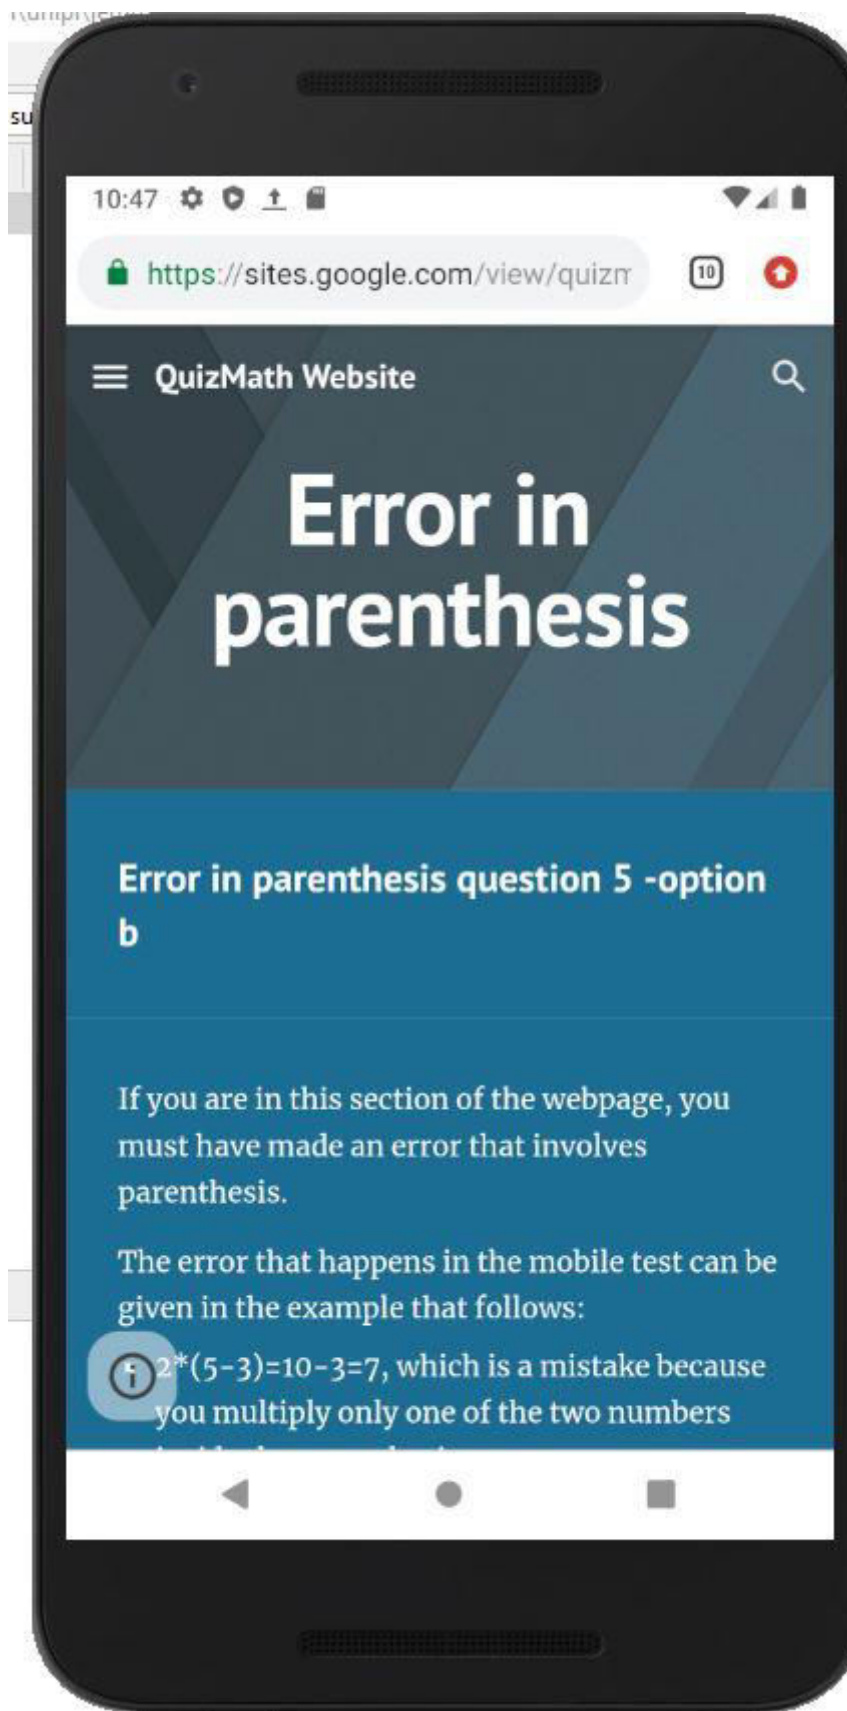 su
10:47
https://sites.google.com/view/quizm
10
QuizMath Website
Error in
parenthesis
Error in parenthesis question 5 -option
b
If you are in this section of the webpage, you
must have made an error that involves
parenthesis.
The error that happens in the mobile test can be
given in the example that follows:
2*(5-3)=10-3=7, which is a mistake because
you multiply only one of the two numbers